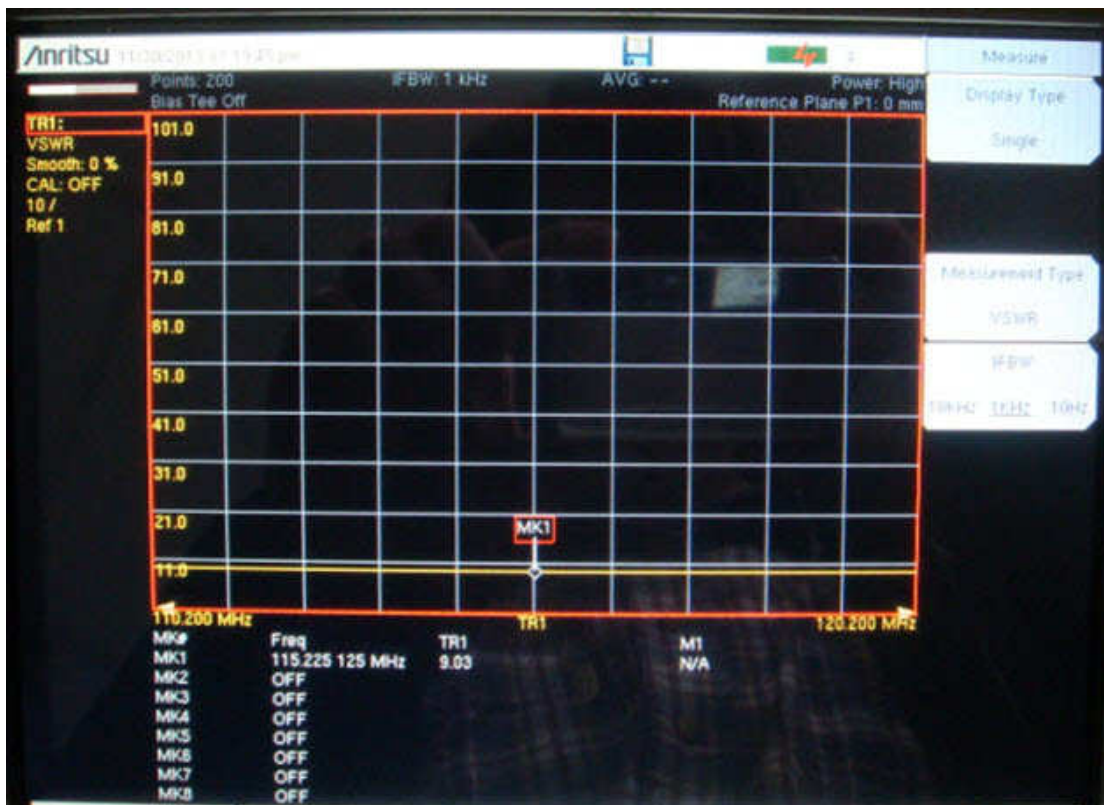 Anritsu
Measure
Points: 200 IFBW: 1 kHz AVG: -- Power: High
Bias Tee Off Reference Plane P1: 0 mm
Display Type
Single
TR1:
VSWR
Smooth: 0 %
CAL: OFF
10 /
Ref 1
101.0
91.0
81.0
71.0
61.0
51.0
41.0
31.0
21.0
11.0
MK1
Measurement Type
VSWR
IFBW
10kHz 1KHz 10Hz
110.200 MHz TR1 120.200 MHz
MK# Freq TR1 M1
MK1 115.225 125 MHz 9.03 N/A
MK2 OFF
MK3 OFF
MK4 OFF
MK5 OFF
MK6 OFF
MK7 OFF
MK8 OFF